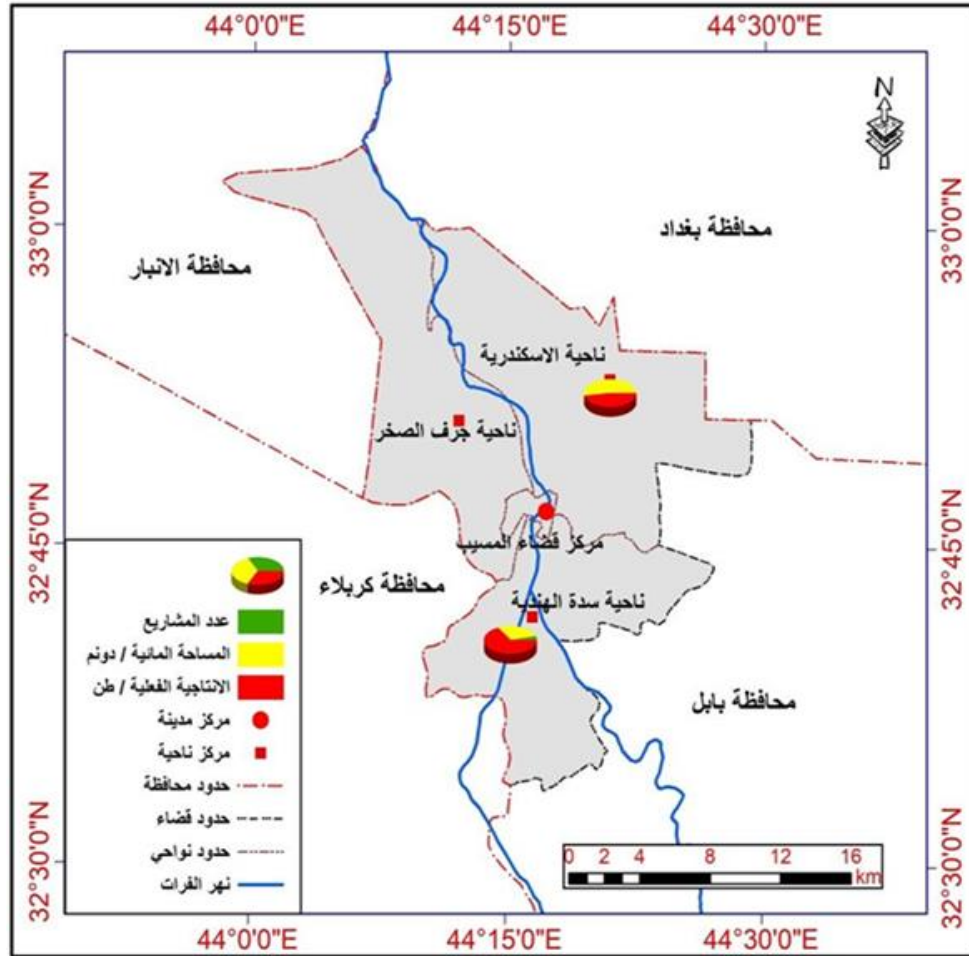 44°0'0"E
44°15'0"E
44°30'0"E
N
33°0'0"N
33°0'0"N
محافظة بغداد
محافظة الانبار
ناحية الاسكندرية
ناحية جرف الصخر
32°45'0"N
32°45'0"N
مركز قضاء المسيب
محافظة كربلاء
ناحية سدة الهندية
محافظة بابل
عدد المشاريع
المساحة المائية / دونم
الانتاجية الفعلية / طن
مركز مدينة
مركز ناحية
حدود محافظة
حدود قضاء
حدود نواحي
نهر الفرات
0 2 4 8 12 16
km
32°30'0"N
32°30'0"N
44°0'0"E
44°15'0"E
44°30'0"E